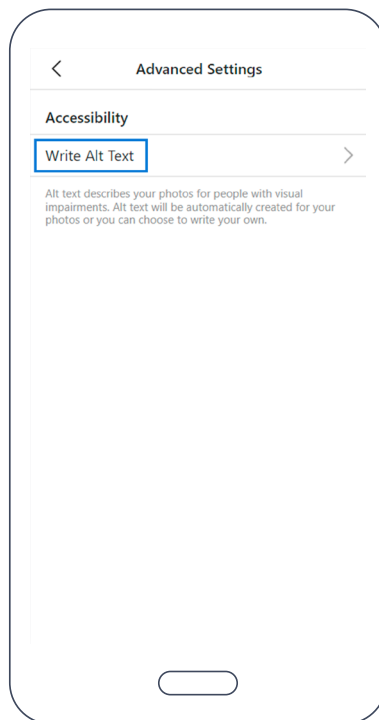 Advanced Settings
Accessibility
Write Alt Text
Alt text describes your photos for people with visual
impairments. Alt text will be automatically created for your
photos or you can choose to write your own.